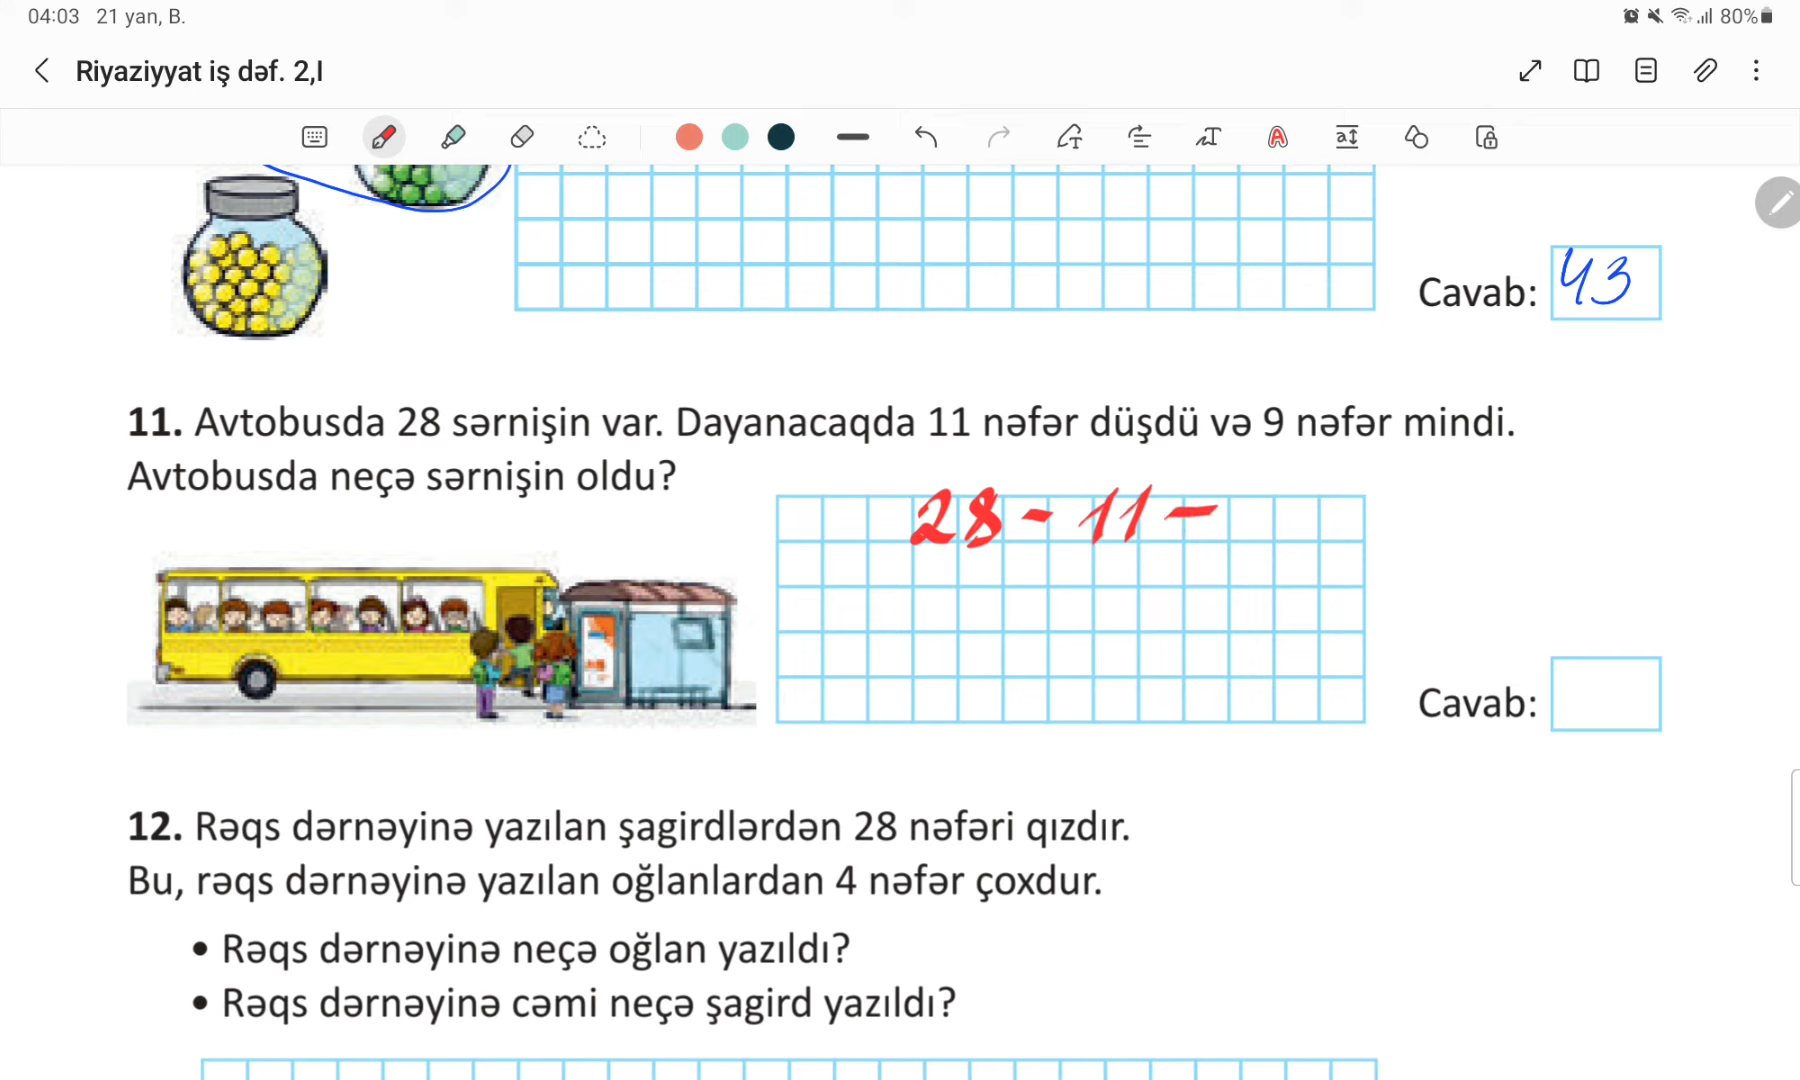 04:03 21 yan, B.
80%
Riyaziyyat iş dəf. 2,I
Cavab: 43
11. Avtobusda 28 sərnişin var. Dayanacaqda 11 nəfər düşdü və 9 nəfər mindi.
Avtobusda neçə sərnişin oldu?
28 - 11 -
Cavab:
12. Rəqs dərnəyinə yazılan şagirdlərdən 28 nəfəri qızdır.
Bu, rəqs dərnəyinə yazılan oğlanlardan 4 nəfər çoxdur.
• Rəqs dərnəyinə neçə oğlan yazıldı?
• Rəqs dərnəyinə cəmi neçə şagird yazıldı?